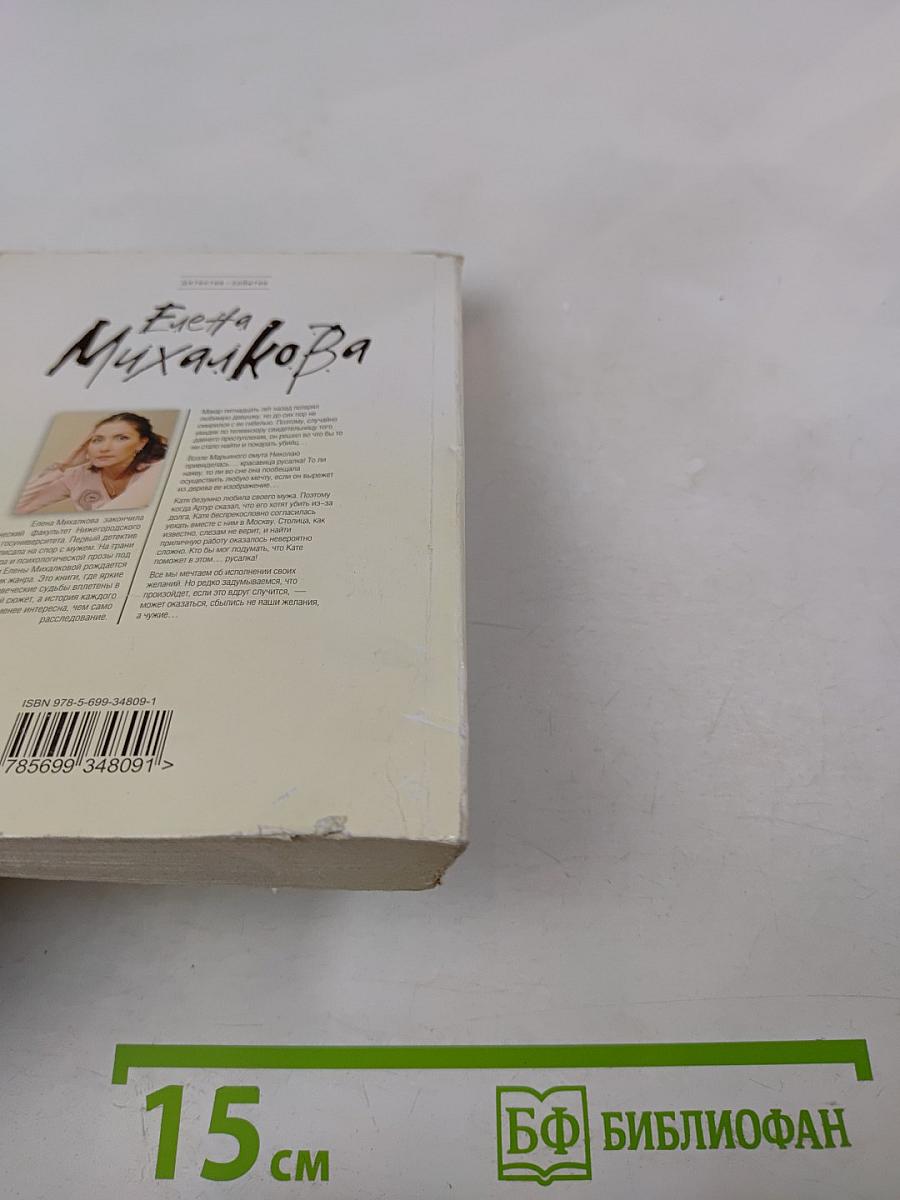 детектив-событие
Елена
Михалкова
Макар пятнадцать лет назад потерял
любимую девушку, но до сих пор не
смирился с ее гибелью. Поэтому, случайно
увидев по телевизору свидетельницу того
давнего преступления, он решил во что бы то
ни стало найти и покарать убийц…
Возле Марьиного омута Николаю
привиделась… красавица русалка! То ли
наяву, то ли во сне она пообещала
осуществить любую мечту, если он вырежет
из дерева ее изображение…
Катя безумно любила своего мужа. Поэтому
когда Артур сказал, что его хотят убить из-за
долга, Катя беспрекословно согласилась
уехать вместе с ним в Москву. Столица, как
известно, слезам не верит, и найти
приличную работу оказалось невероятно
сложно. Кто бы мог подумать, что Кате
поможет в этом… русалка!
Все мы мечтаем об исполнении своих
желаний. Но редко задумываемся, что
произойдет, если это вдруг случится, —
может оказаться, сбылись не наши желания,
а чужие…
Елена Михалкова закончила
ческий факультет Нижегородского
госуниверситета. Первый детектив
писала на спор с мужем. На грани
ра и психологической прозы под
м Елены Михалковой рождается
ик жанра. Это книги, где яркие
овеческие судьбы вплетены в
й сюжет, а история каждого
менее интересна, чем само
расследование.
ISBN 978-5-699-34809-1
785699 348091 >
15 см
БФ БИБЛИОФАН